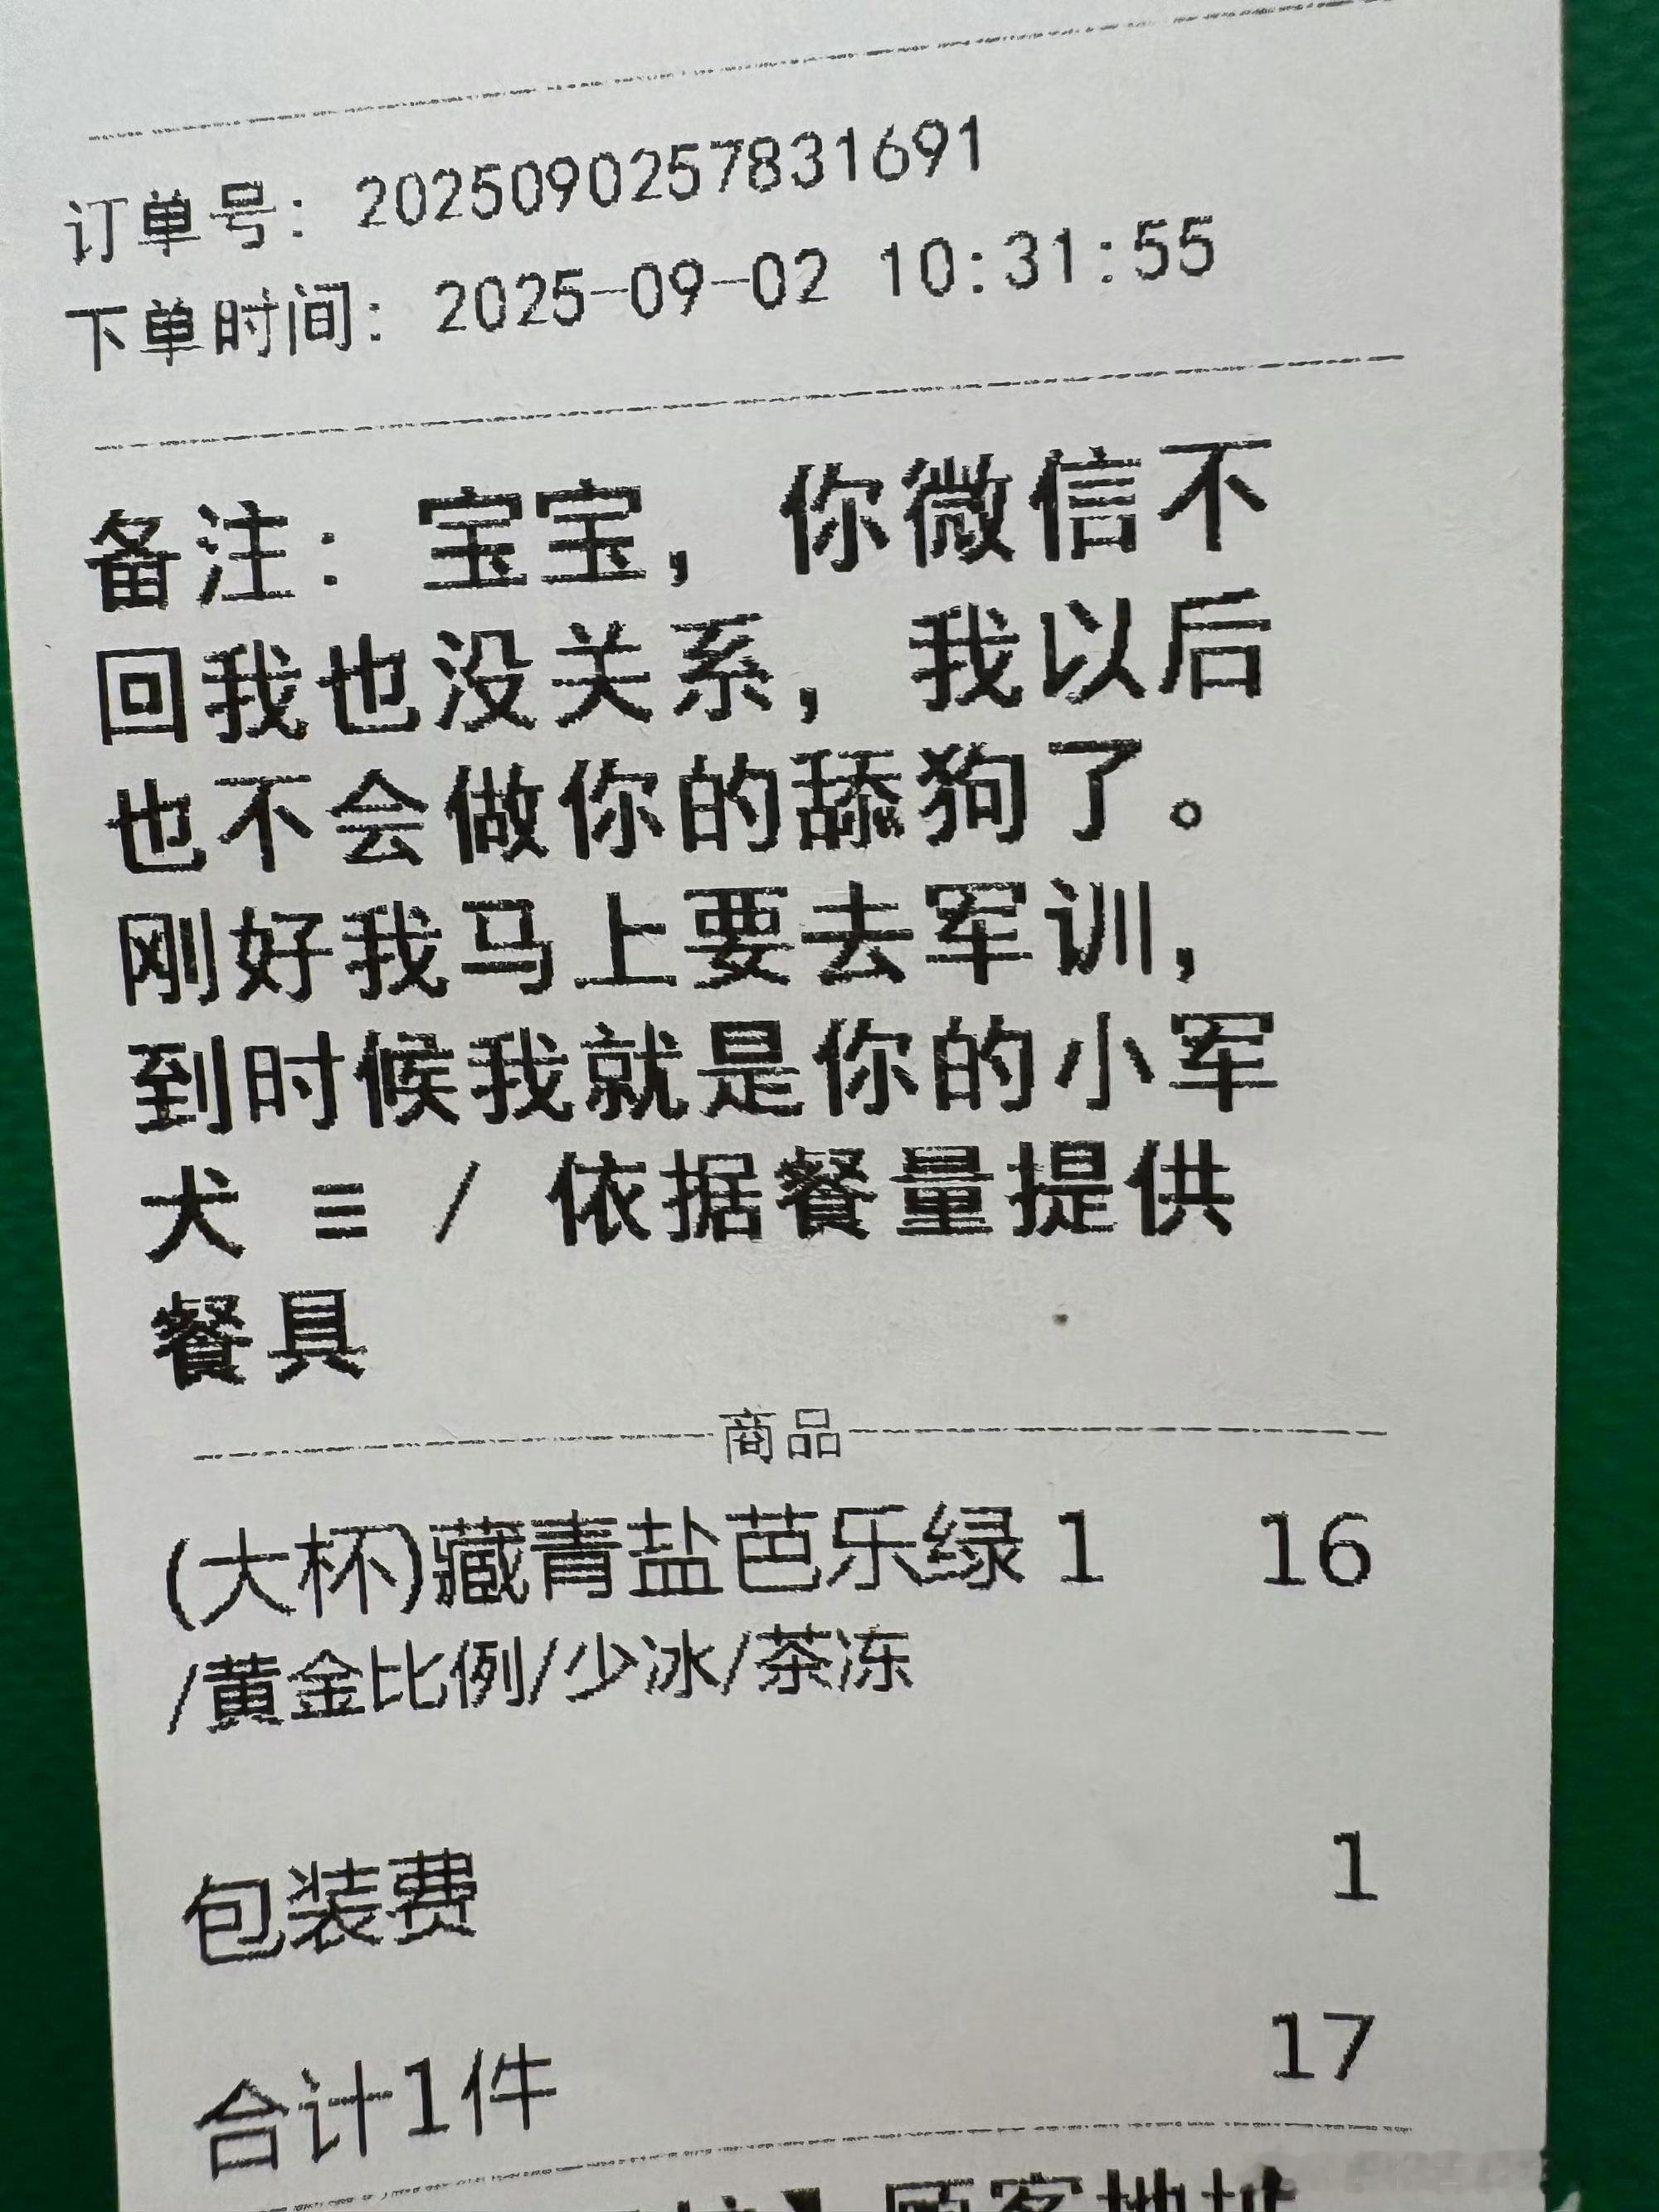 订单号: 2025090257831691
下单时间: 2025-09-02 10:31:55
备注: 宝宝, 你微信不
回我也没关系, 我以后
也不会做你的舔狗了。
刚好我马上要去军训,
到时候我就是你的小军
犬 ≡ / 依据餐量提供
餐具
商品
(大杯)藏青盐芭乐绿 1 16
/黄金比例/少冰/茶冻
包装费 1
合计1件 17
顾客地址